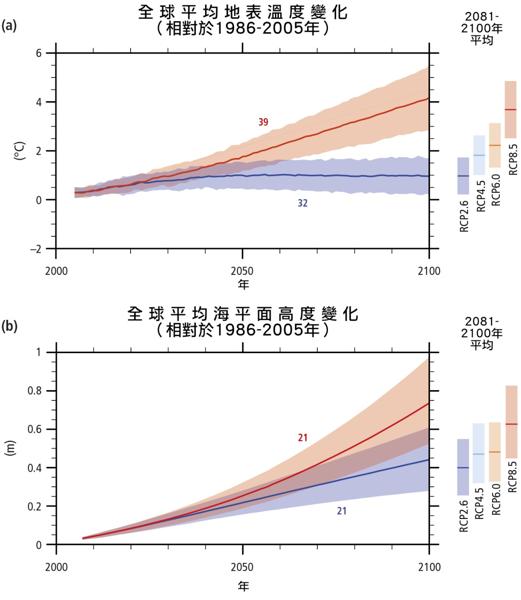 全球平均地表溫度變化
(相對於1986-2005年)
2081-
2100年
平均
(a)
6
4
2
0
−2
(°C)
39
32
2000
2050
2100
年
RCP2.6
RCP4.5
RCP6.0
RCP8.5
全球平均海平面高度變化
(相對於1986-2005年)
2081-
2100年
平均
(b)
1
0.8
0.6
0.4
0.2
0
(m)
21
21
2000
2050
2100
年
RCP2.6
RCP4.5
RCP6.0
RCP8.5